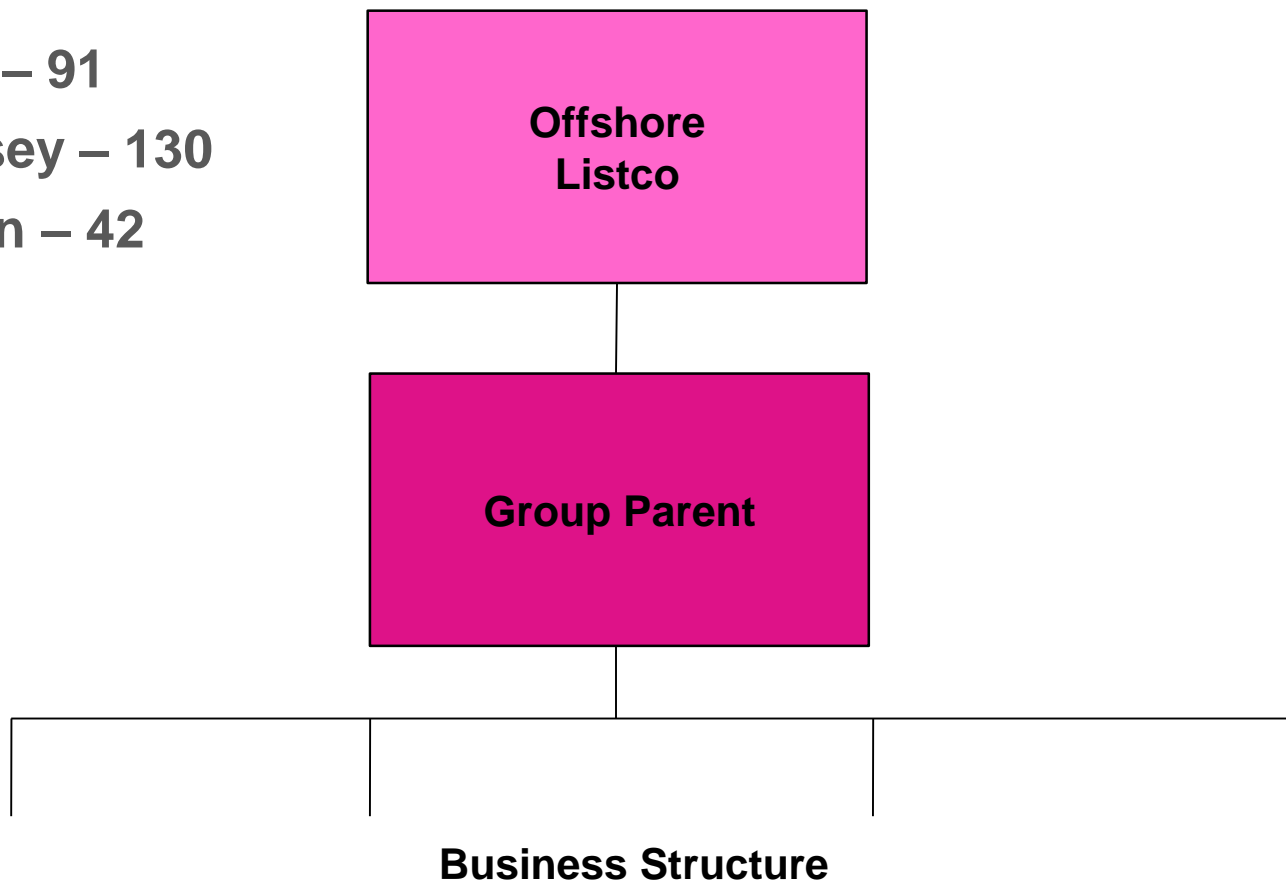 – 91
sey – 130
n – 42
Offshore
Listco
Group Parent
Business Structure